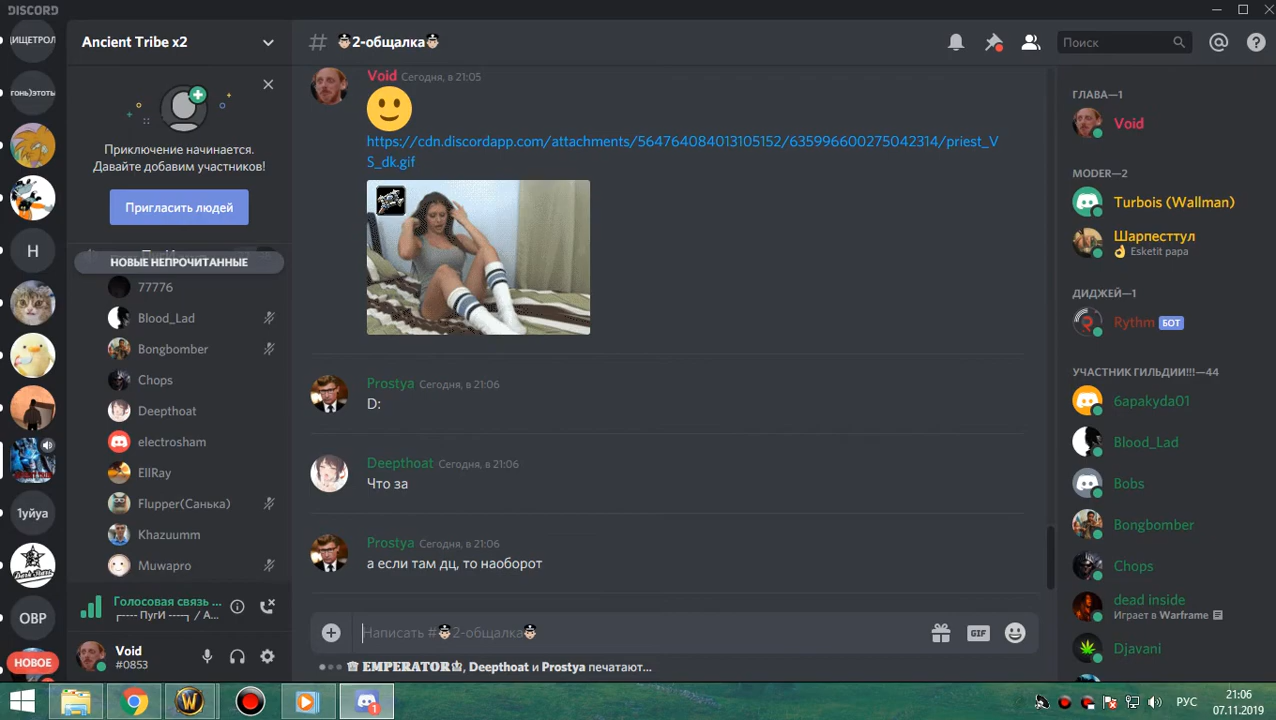 DISCORD
ИЩЕТРОЛ
гонь)этоть
Н
1уйуа
ОВР
НОВОЕ
Ancient Tribe x2
Приключение начинается.
Давайте добавим участников!
Пригласить людей
НОВЫЕ НЕПРОЧИТАННЫЕ
77776
Blood_Lad
Bongbomber
Chops
Deepthoat
electrosham
EllRay
Flupper(Санька)
Khazuumm
Muwapro
Голосовая связь ...
ПугИ / А...
Void
#0853
2-общалка
Поиск
Void Сегодня, в 21:05
https://cdn.discordapp.com/attachments/564764084013105152/635996600275042314/priest_V
S_dk.gif
Prostya Сегодня, в 21:06
D:
Deepthoat Сегодня, в 21:06
Что за
Prostya Сегодня, в 21:06
а если там дц, то наоборот
Написать #👮🏻2-общалка👮🏻
GIF
EMPERATOR, Deepthoat и Prostya печатают...
ГЛАВА—1
Void
MODER—2
Turbois (Wallman)
Шарпесттул
👌 Esketit papa
ДИДЖЕЙ—1
Rythm БОТ
УЧАСТНИК ГИЛЬДИИ!!!—44
6apakyda01
Blood_Lad
Bobs
Bongbomber
Chops
dead inside
Играет в Warframe
Djavani
1
РУС
21:06
07.11.2019